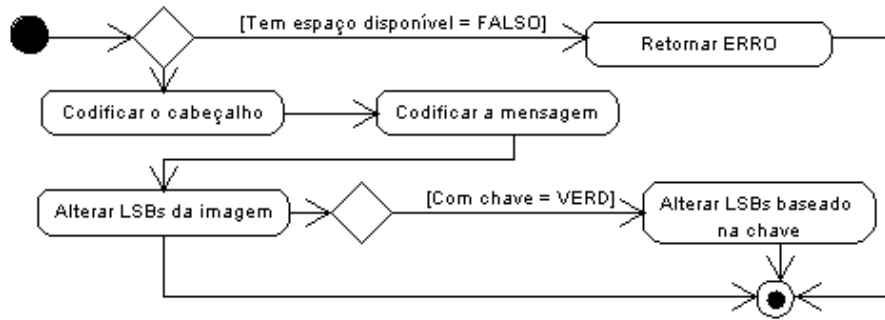 [Tem espaço disponível = FALSO]
Retornar ERRO
Codificar o cabeçalho
Codificar a mensagem
Alterar LSBs da imagem
[Com chave = VERD]
Alterar LSBs baseado
na chave